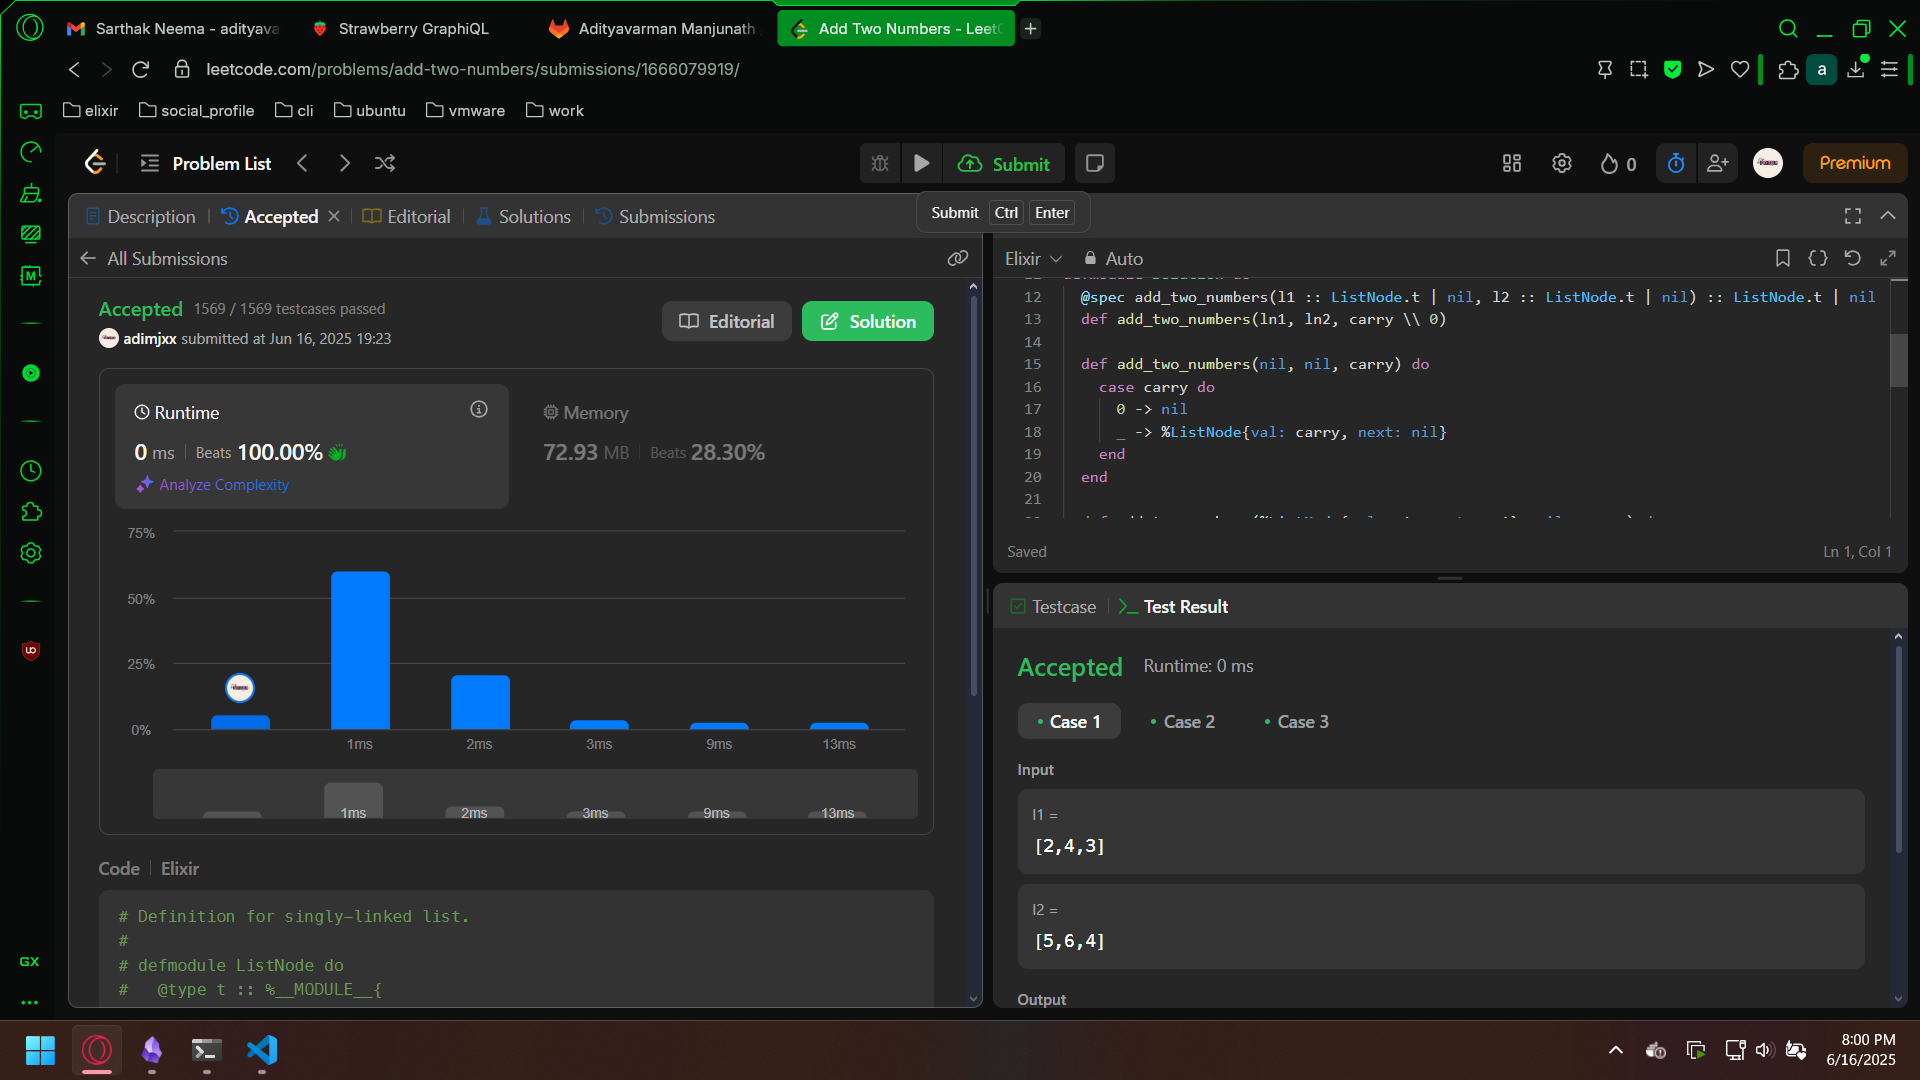 Sarthak Neema - adityava
Strawberry GraphiQL
Adityavarman Manjunath
Add Two Numbers - LeetC
leetcode.com/problems/add-two-numbers/submissions/1666079919/
a
elixir
social_profile
cli
ubuntu
vmware
work
Problem List
Submit
0
Premium
Description
Accepted
Editorial
Solutions
Submissions
Submit Ctrl Enter
All Submissions
Accepted 1569 / 1569 testcases passed
adimjxx submitted at Jun 16, 2025 19:23
Editorial
Solution
Runtime
0 ms Beats 100.00%
Analyze Complexity
Memory
72.93 MB Beats 28.30%
75%
50%
25%
0%
1ms 2ms 3ms 9ms 13ms
1ms 2ms 3ms 9ms 13ms
Code Elixir
# Definition for singly-linked list.
#
# defmodule ListNode do
#   @type t :: %__MODULE__{
Elixir
Auto
12 @spec add_two_numbers(l1 :: ListNode.t | nil, l2 :: ListNode.t | nil) :: ListNode.t | nil
13 def add_two_numbers(ln1, ln2, carry \\ 0)
14
15 def add_two_numbers(nil, nil, carry) do
16 case carry do
17 0 -> nil
18 _ -> %ListNode{val: carry, next: nil}
19 end
20 end
21
Saved
Ln 1, Col 1
Testcase
Test Result
Accepted Runtime: 0 ms
Case 1
Case 2
Case 3
Input
l1 =
[2,4,3]
l2 =
[5,6,4]
Output
GX
8:00 PM
6/16/2025